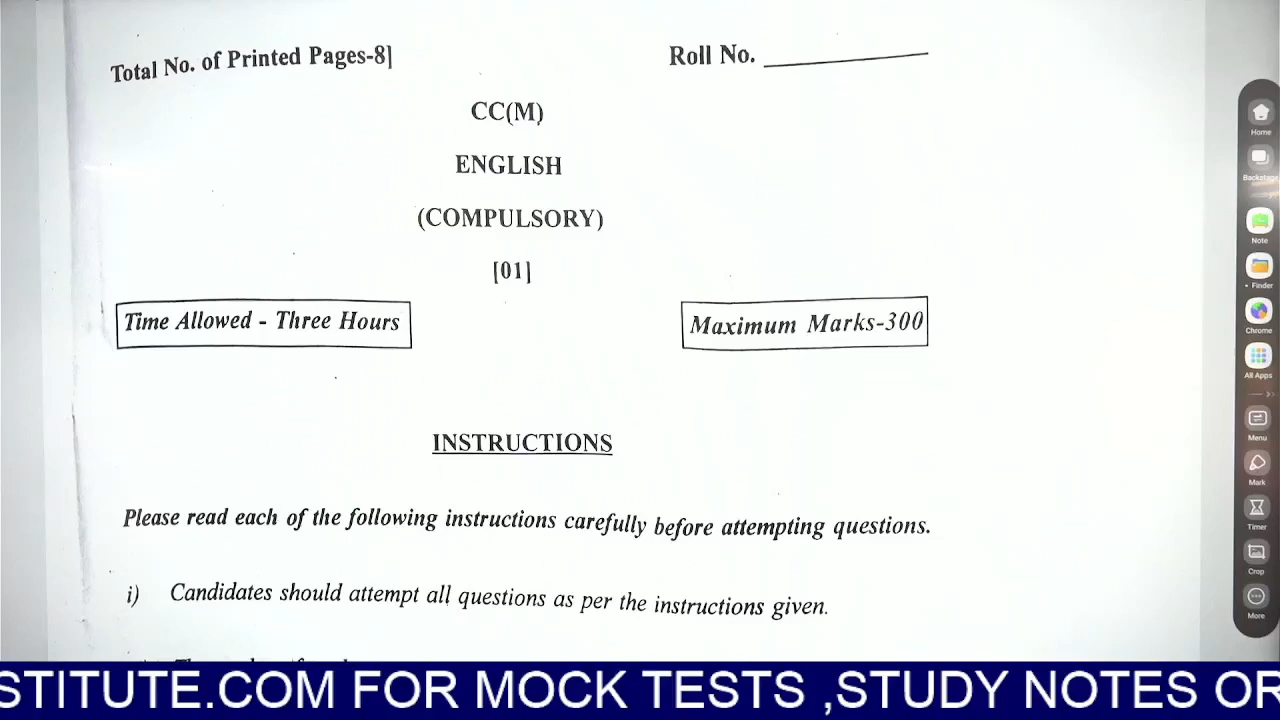 Total No. of Printed Pages-8]
Roll No.
CC(M)
ENGLISH
(COMPULSORY)
[01]
Time Allowed - Three Hours
Maximum Marks-300
INSTRUCTIONS
Please read each of the following instructions carefully before attempting questions.
i) Candidates should attempt all questions as per the instructions given.
STITUTE.COM FOR MOCK TESTS ,STUDY NOTES OR
Home
Backstage
Note
• Finder
Chrome
All Apps
Menu
Mark
Timer
Crop
More